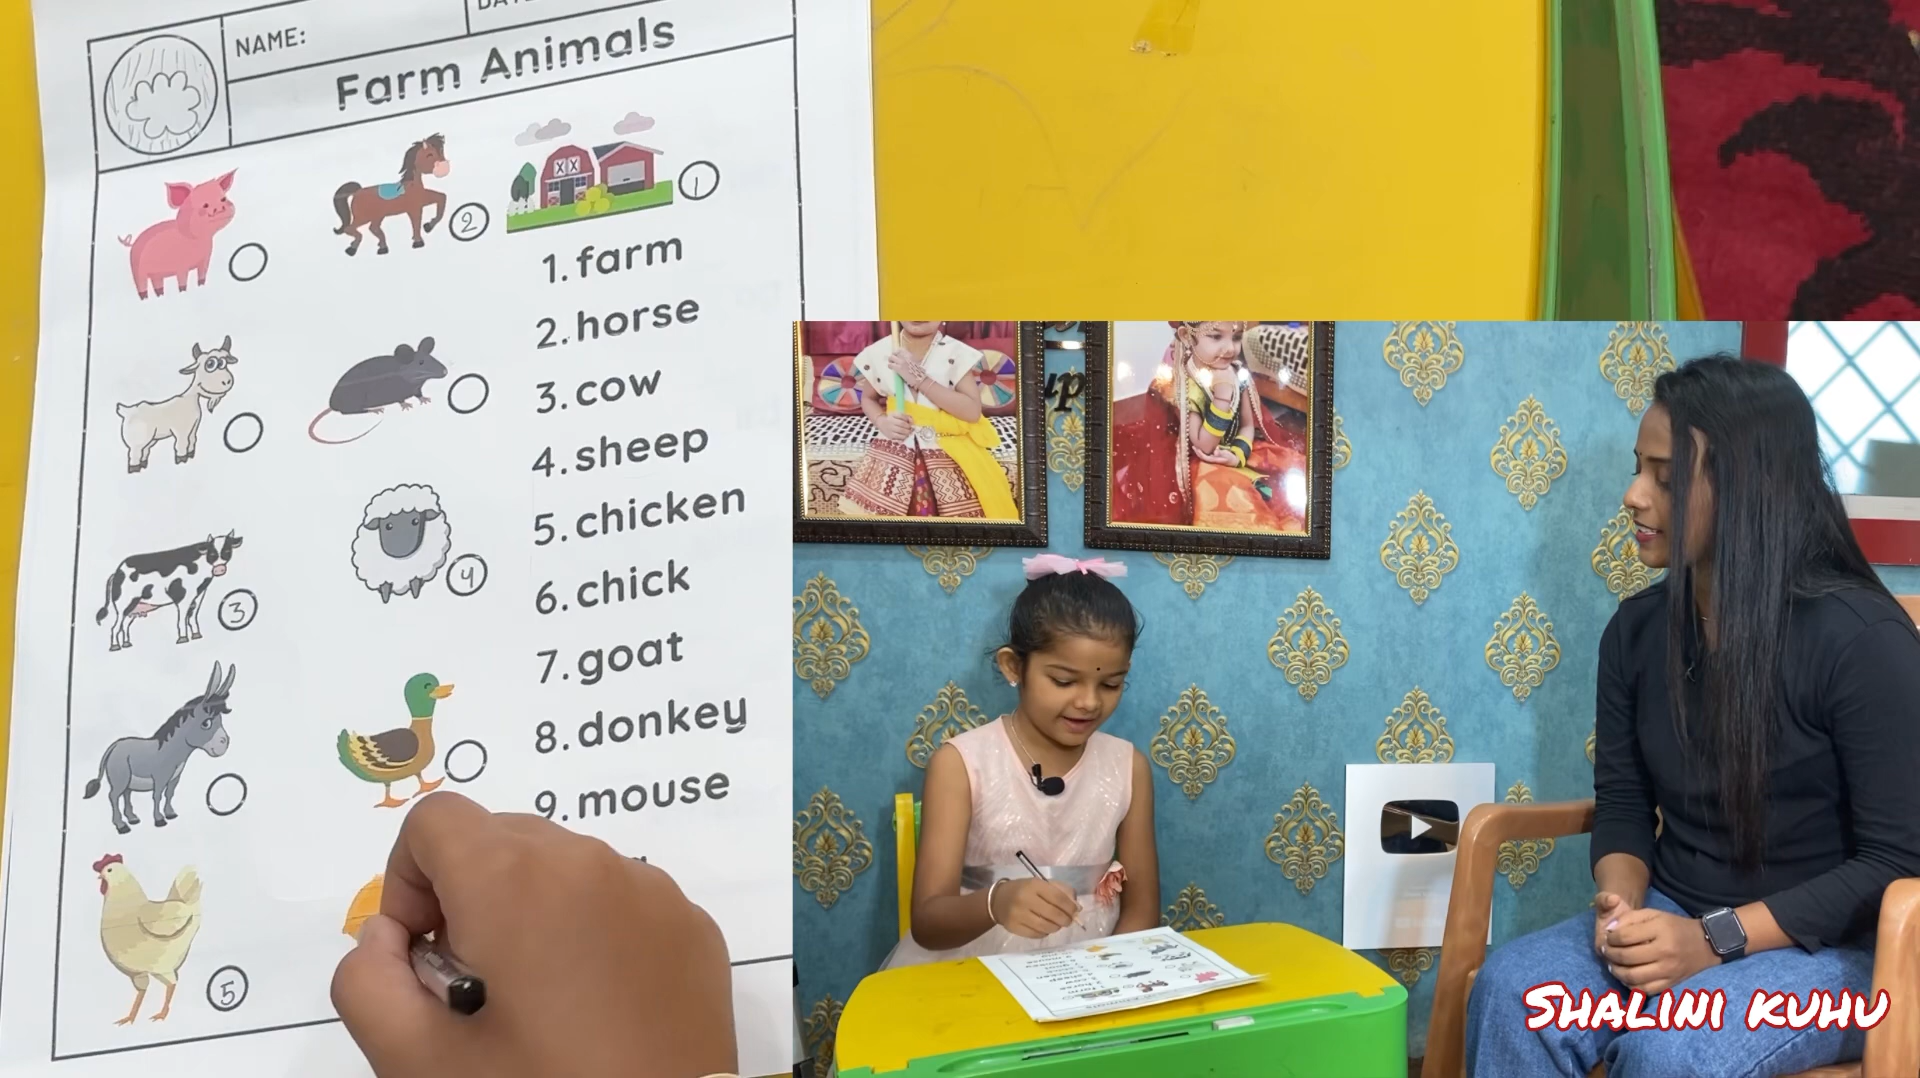 NAME:
Farm Animals
2
1
1. farm
2. horse
3. cow
4. sheep
5. chicken
6. chick
7. goat
8. donkey
9. mouse
4
3
5
SHALINI KUHU